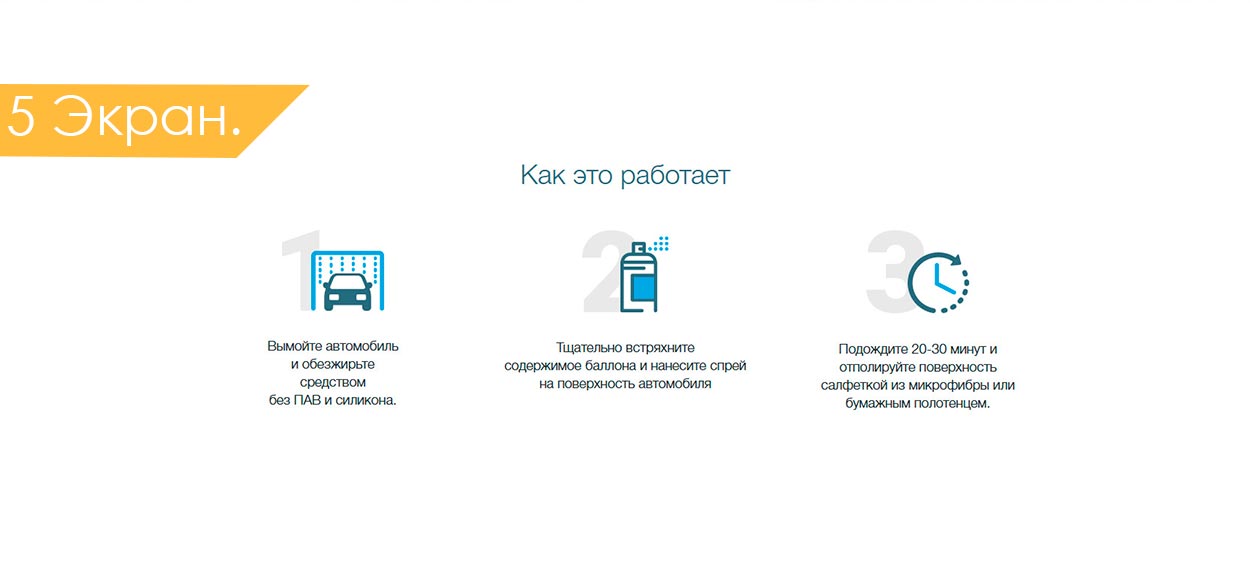 5 Экран.
Как это работает
1
Вымойте автомобиль
и обезжирьте
средством
без ПАВ и силикона.
2
Тщательно встряхните
содержимое баллона и нанесите спрей
на поверхность автомобиля
3
Подождите 20-30 минут и
отполируйте поверхность
салфеткой из микрофибры или
бумажным полотенцем.